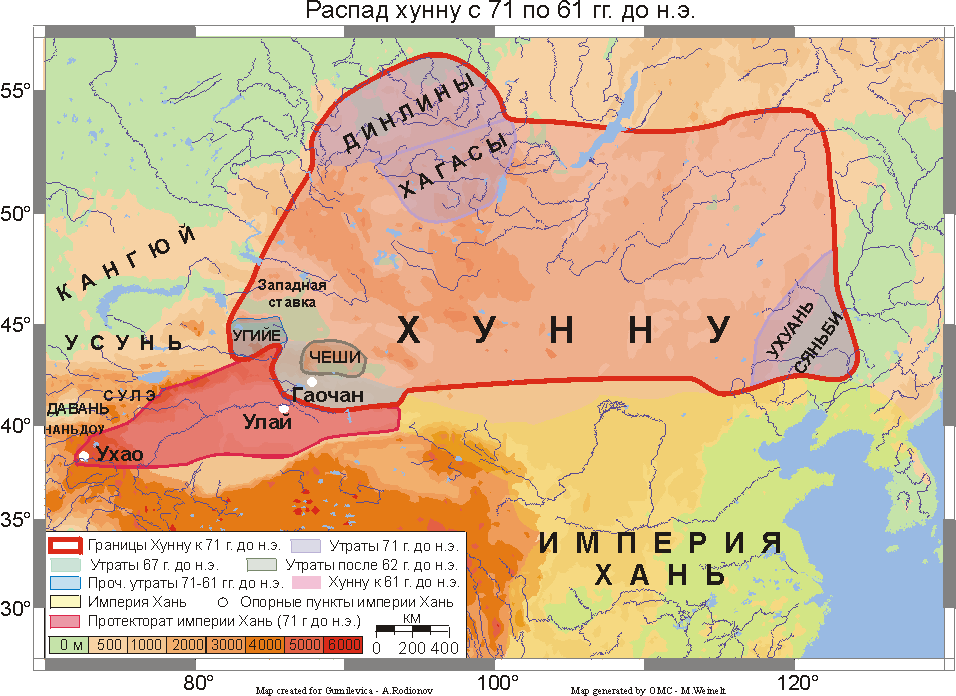 Распад хунну с 71 по 61 гг. до н.э.
55°
ДИНЛИНЫ
ХАГАСЫ
50°
КАНГЮЙ
Западная
ставка
45°
УСУНЬ
УГИЙЕ
ХУННУ
ЧЕШИ
УХУАНЬ
СЯНЬБИ
Гаочан
СУЛЭ
ДАВАНЬ
Улай
40°
НАНЬДОУ
Ухао
35°
ИМПЕРИЯ
ХАНЬ
30°
Границы Хунну к 71 г. до н.э.
Утраты 71 г. до н.э.
Утраты 67 г. до н.э.
Утраты после 62 г. до н.э.
Проч. утраты 71-61 гг. до н.э.
Хунну к 61 г. до н.э.
Империя Хань
Опорные пункты империи Хань
Протекторат империи Хань (71 г до н.э.)
КМ
0 200 400
0 м 500 1000 2000 3000 4000 5000 6000
80° 100° 120°
Map created for Gumilevica - A.Rodionov
Map generated by OMC - M.Weinelt